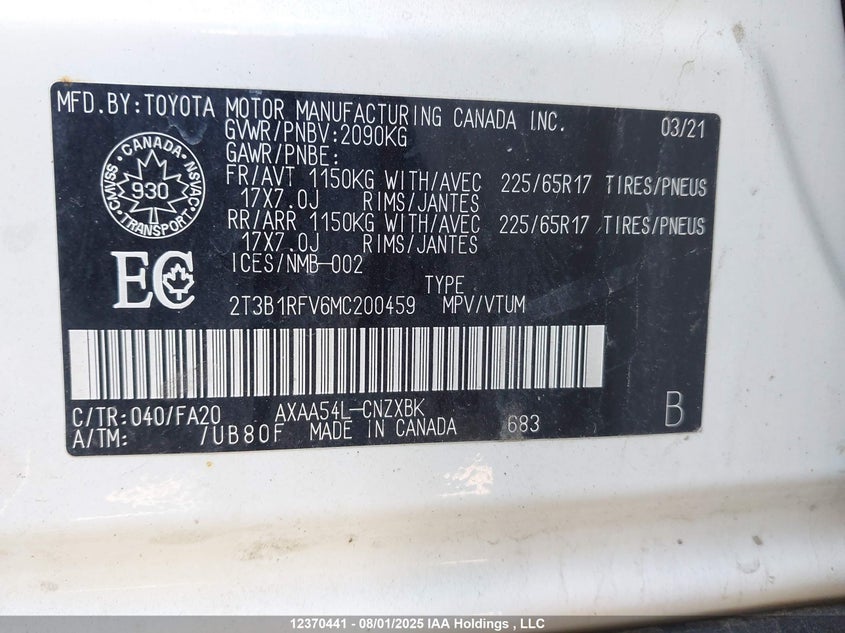 MFD.BY:TOYOTA MOTOR MANUFACTURING CANADA INC. 03/21
GVWR/PNBV:2090KG
GAWR/PNBE:
FR/AVT 1150KG WITH/AVEC 225/65R17 TIRES/PNEUS
17X7.0J RIMS/JANTES
RR/ARR 1150KG WITH/AVEC 225/65R17 TIRES/PNEUS
17X7.0J RIMS/JANTES
ICES/NMB-002
CANADA
CMVSS NSVAC
930
TRANSPORT
EC
TYPE
2T3B1RFV6MC200459 MPV/VTUM
C/TR:040/FA20 AXAA54L-CNZXBK
A/TM: /UB80F MADE IN CANADA 683 B
12370441 - 08/01/2025 IAA Holdings , LLC